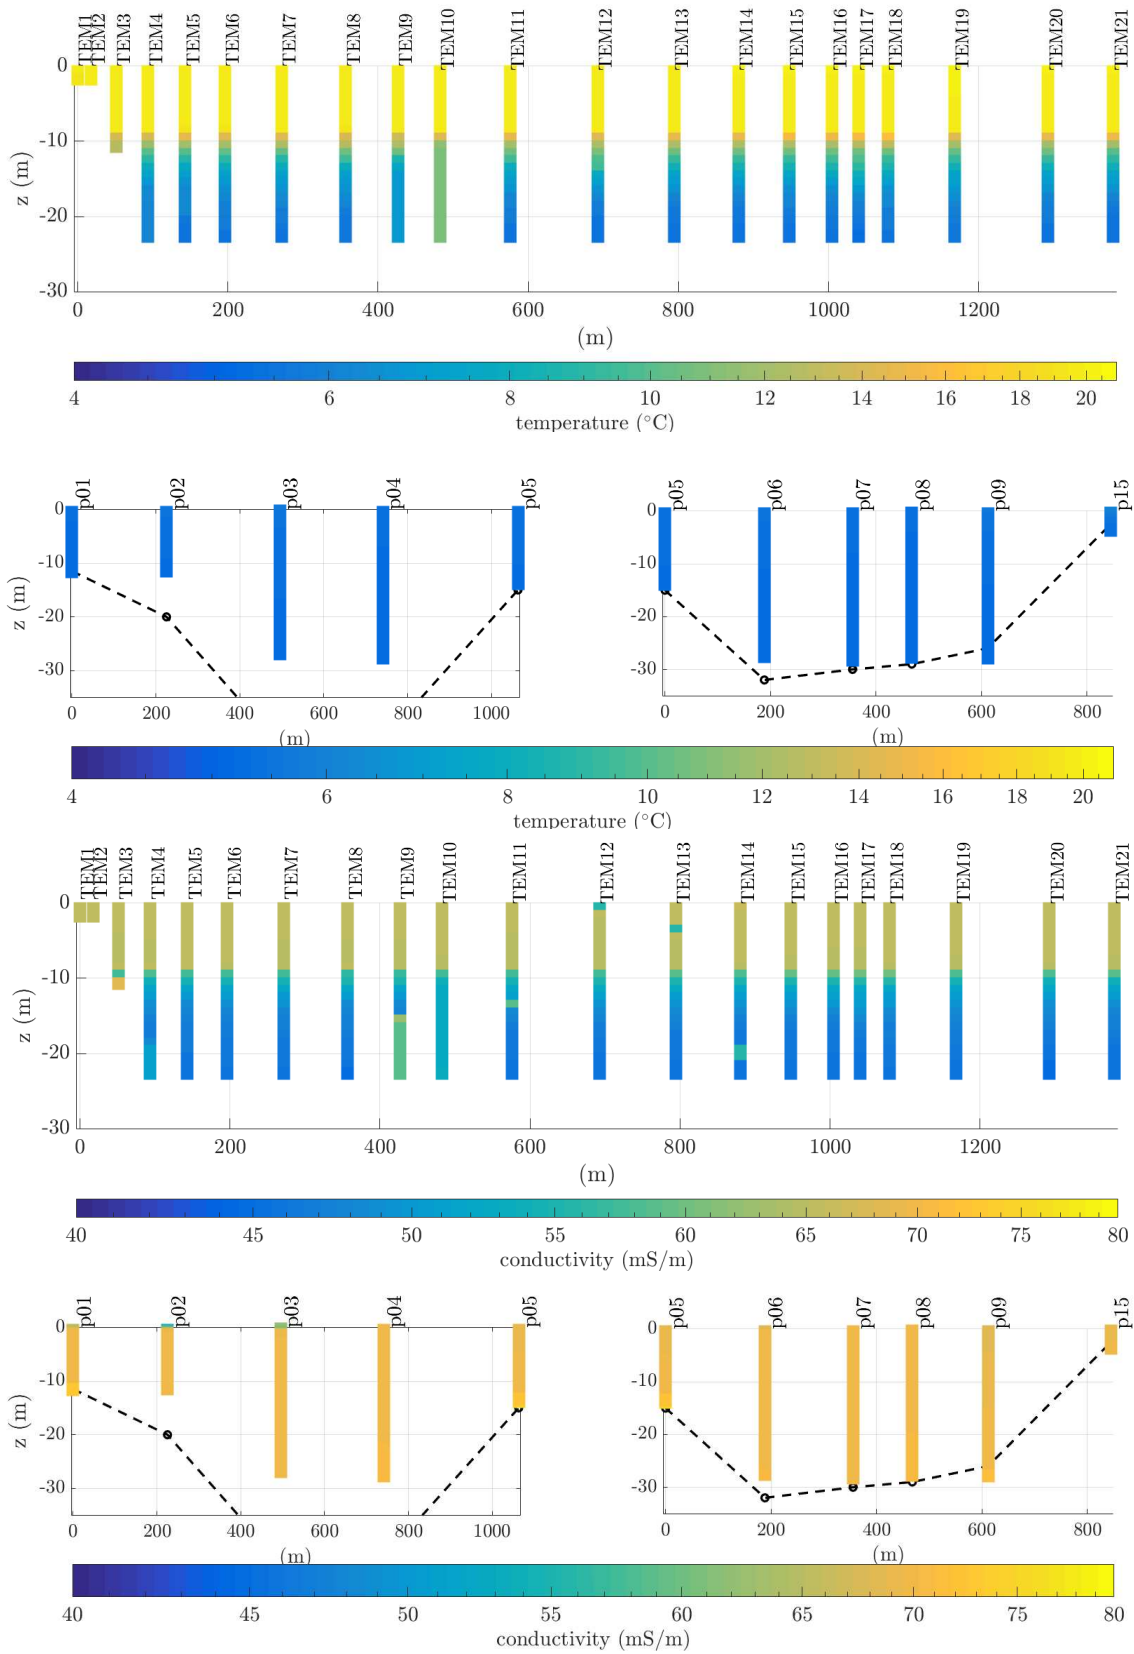 TEM1 TEM2 TEM3 TEM4 TEM5 TEM6 TEM7 TEM8 TEM9 TEM10 TEM11 TEM12 TEM13 TEM14 TEM15 TEM16 TEM17 TEM18 TEM19 TEM20 TEM21
0
-10
-20
-30
z (m)
0 200 400 600 800 1000 1200
(m)
4 6 8 10 12 14 16 18 20
temperature (°C)
p01 p02 p03 p04 p05
0
-10
-20
-30
z (m)
0 200 400 600 800 1000
(m)
p05 p06 p07 p08 p09 p15
0
-10
-20
-30
0 200 400 600 800
(m)
4 6 8 10 12 14 16 18 20
temperature (°C)
TEM1 TEM2 TEM3 TEM4 TEM5 TEM6 TEM7 TEM8 TEM9 TEM10 TEM11 TEM12 TEM13 TEM14 TEM15 TEM16 TEM17 TEM18 TEM19 TEM20 TEM21
0
-10
-20
-30
z (m)
0 200 400 600 800 1000 1200
(m)
40 45 50 55 60 65 70 75 80
conductivity (mS/m)
p01 p02 p03 p04 p05
0
-10
-20
-30
z (m)
0 200 400 600 800 1000
(m)
p05 p06 p07 p08 p09 p15
0
-10
-20
-30
0 200 400 600 800
(m)
40 45 50 55 60 65 70 75 80
conductivity (mS/m)